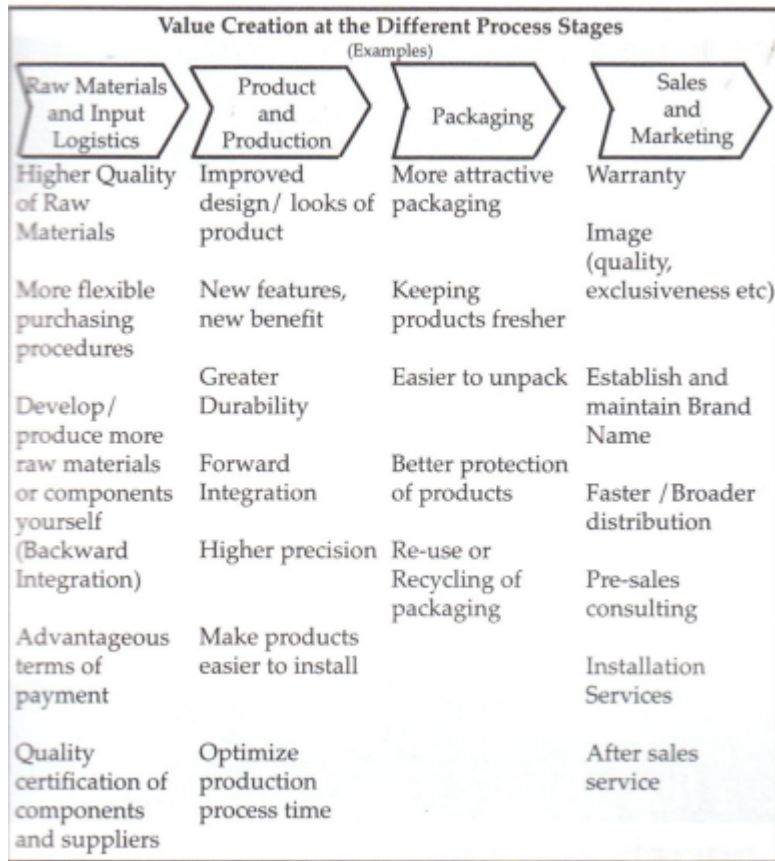 Value Creation at the Different Process Stages
(Examples)
Raw Materials
and Input
Logistics
Product
and
Production
Packaging
Sales
and
Marketing
Higher Quality
of Raw
Materials
More flexible
purchasing
procedures
Develop/
produce more
raw materials
or components
yourself
(Backward
Integration)
Advantageous
terms of
payment
Quality
certification of
components
and suppliers
Improved
design/ looks of
product
New features,
new benefit
Greater
Durability
Forward
Integration
Higher precision
Make products
easier to install
Optimize
production
process time
More attractive
packaging
Keeping
products fresher
Easier to unpack
Better protection
of products
Re-use or
Recycling of
packaging
Warranty
Image
(quality,
exclusiveness etc)
Establish and
maintain Brand
Name
Faster /Broader
distribution
Pre-sales
consulting
Installation
Services
After sales
service